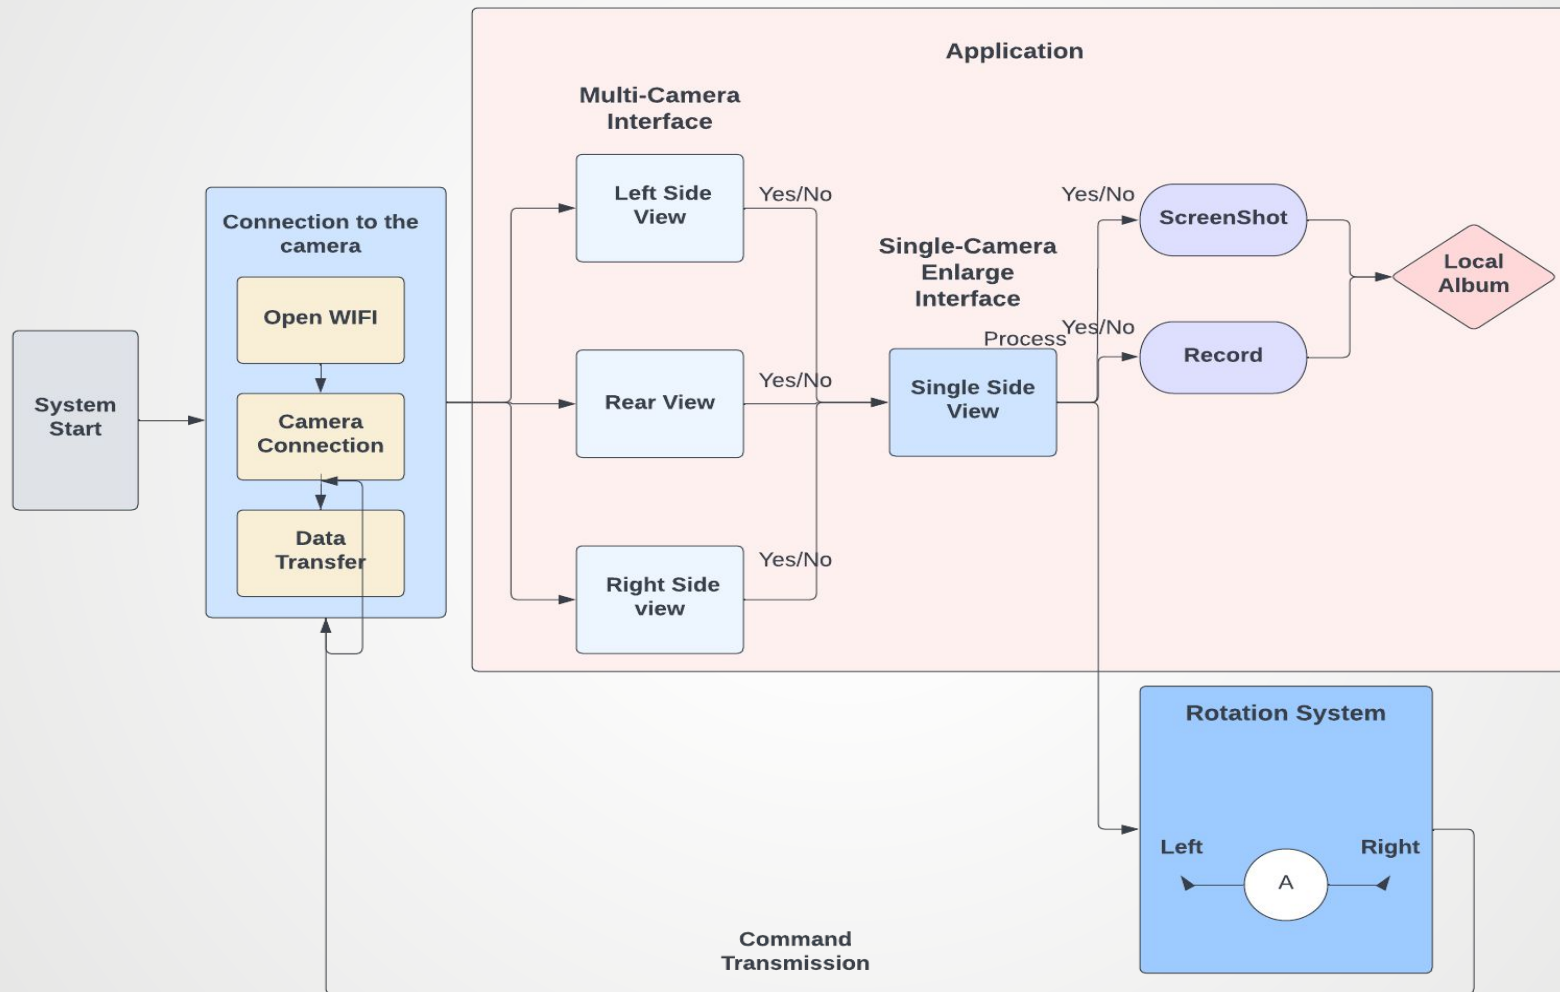 Application
Multi-Camera
Interface
Left Side
View
Yes/No
Yes/No
ScreenShot
Connection to the
camera
Single-Camera
Enlarge
Interface
Local
Album
Open WIFI
Process
Yes/No
Record
System
Start
Camera
Connection
Rear View
Yes/No
Single Side
View
Data
Transfer
Right Side
view
Yes/No
Rotation System
Left
Right
A
Command
Transmission